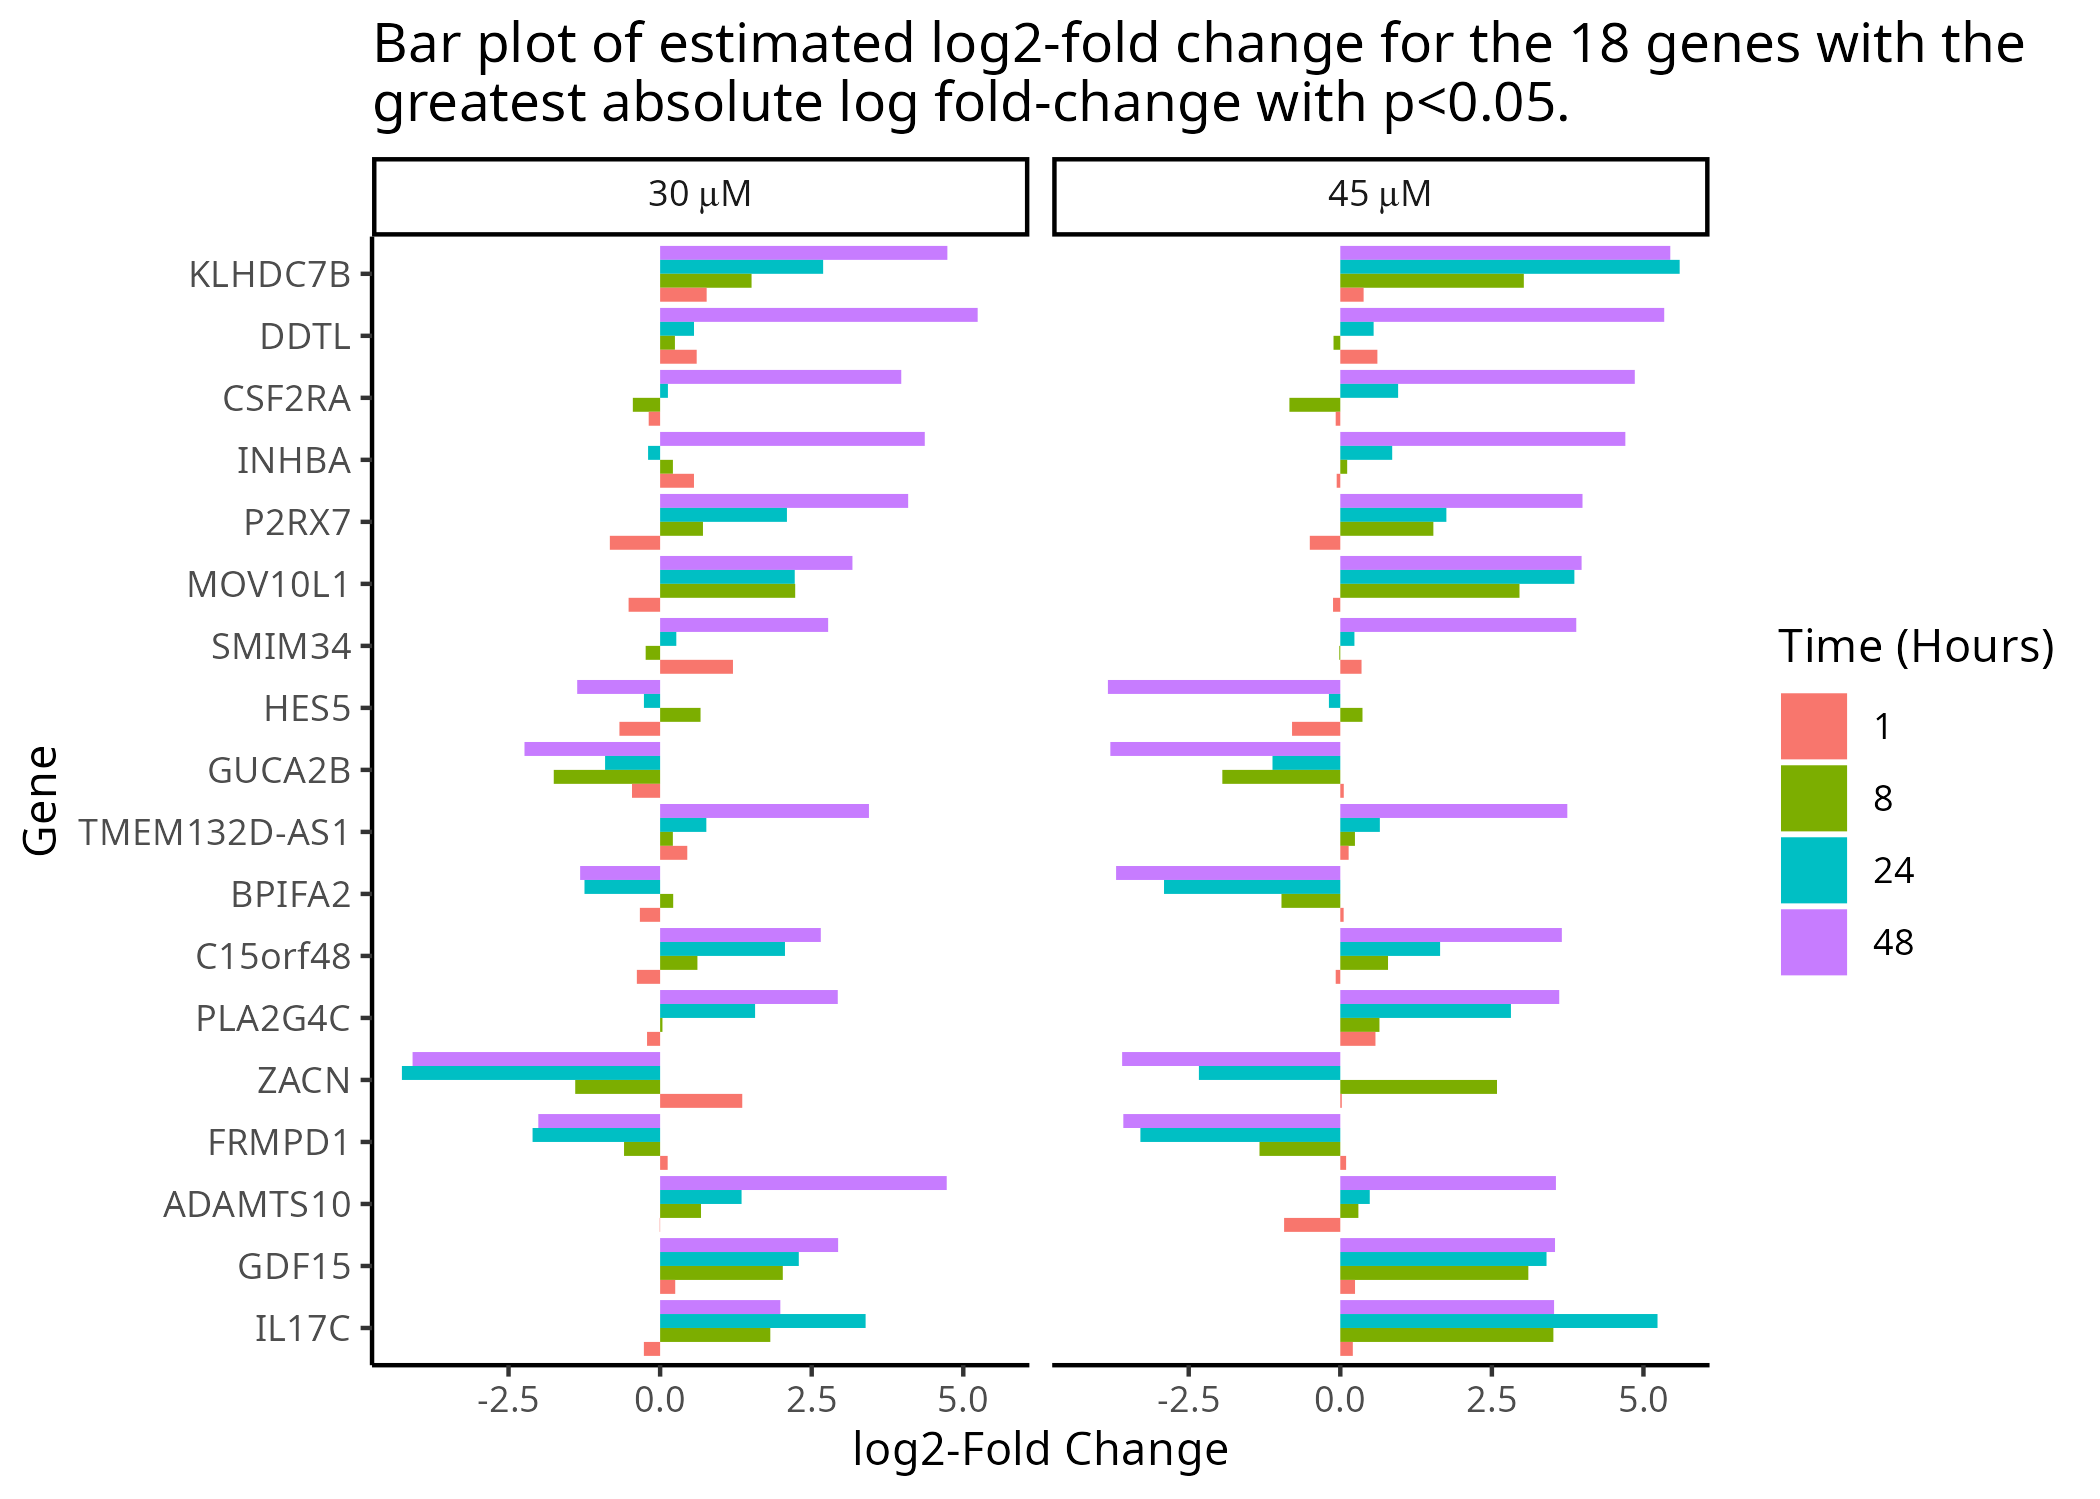 Bar plot of estimated log2-fold change for the 18 genes with the
greatest absolute log fold-change with p<0.05.
30 μM
45 μM
KLHDC7B
DDTL
CSF2RA
INHBA
P2RX7
MOV10L1
SMIM34
HES5
GUCA2B
TMEM132D-AS1
BPIFA2
C15orf48
PLA2G4C
ZACN
FRMPD1
ADAMTS10
GDF15
IL17C
Gene
-2.5 0.0 2.5 5.0
-2.5 0.0 2.5 5.0
log2-Fold Change
Time (Hours)
1
8
24
48